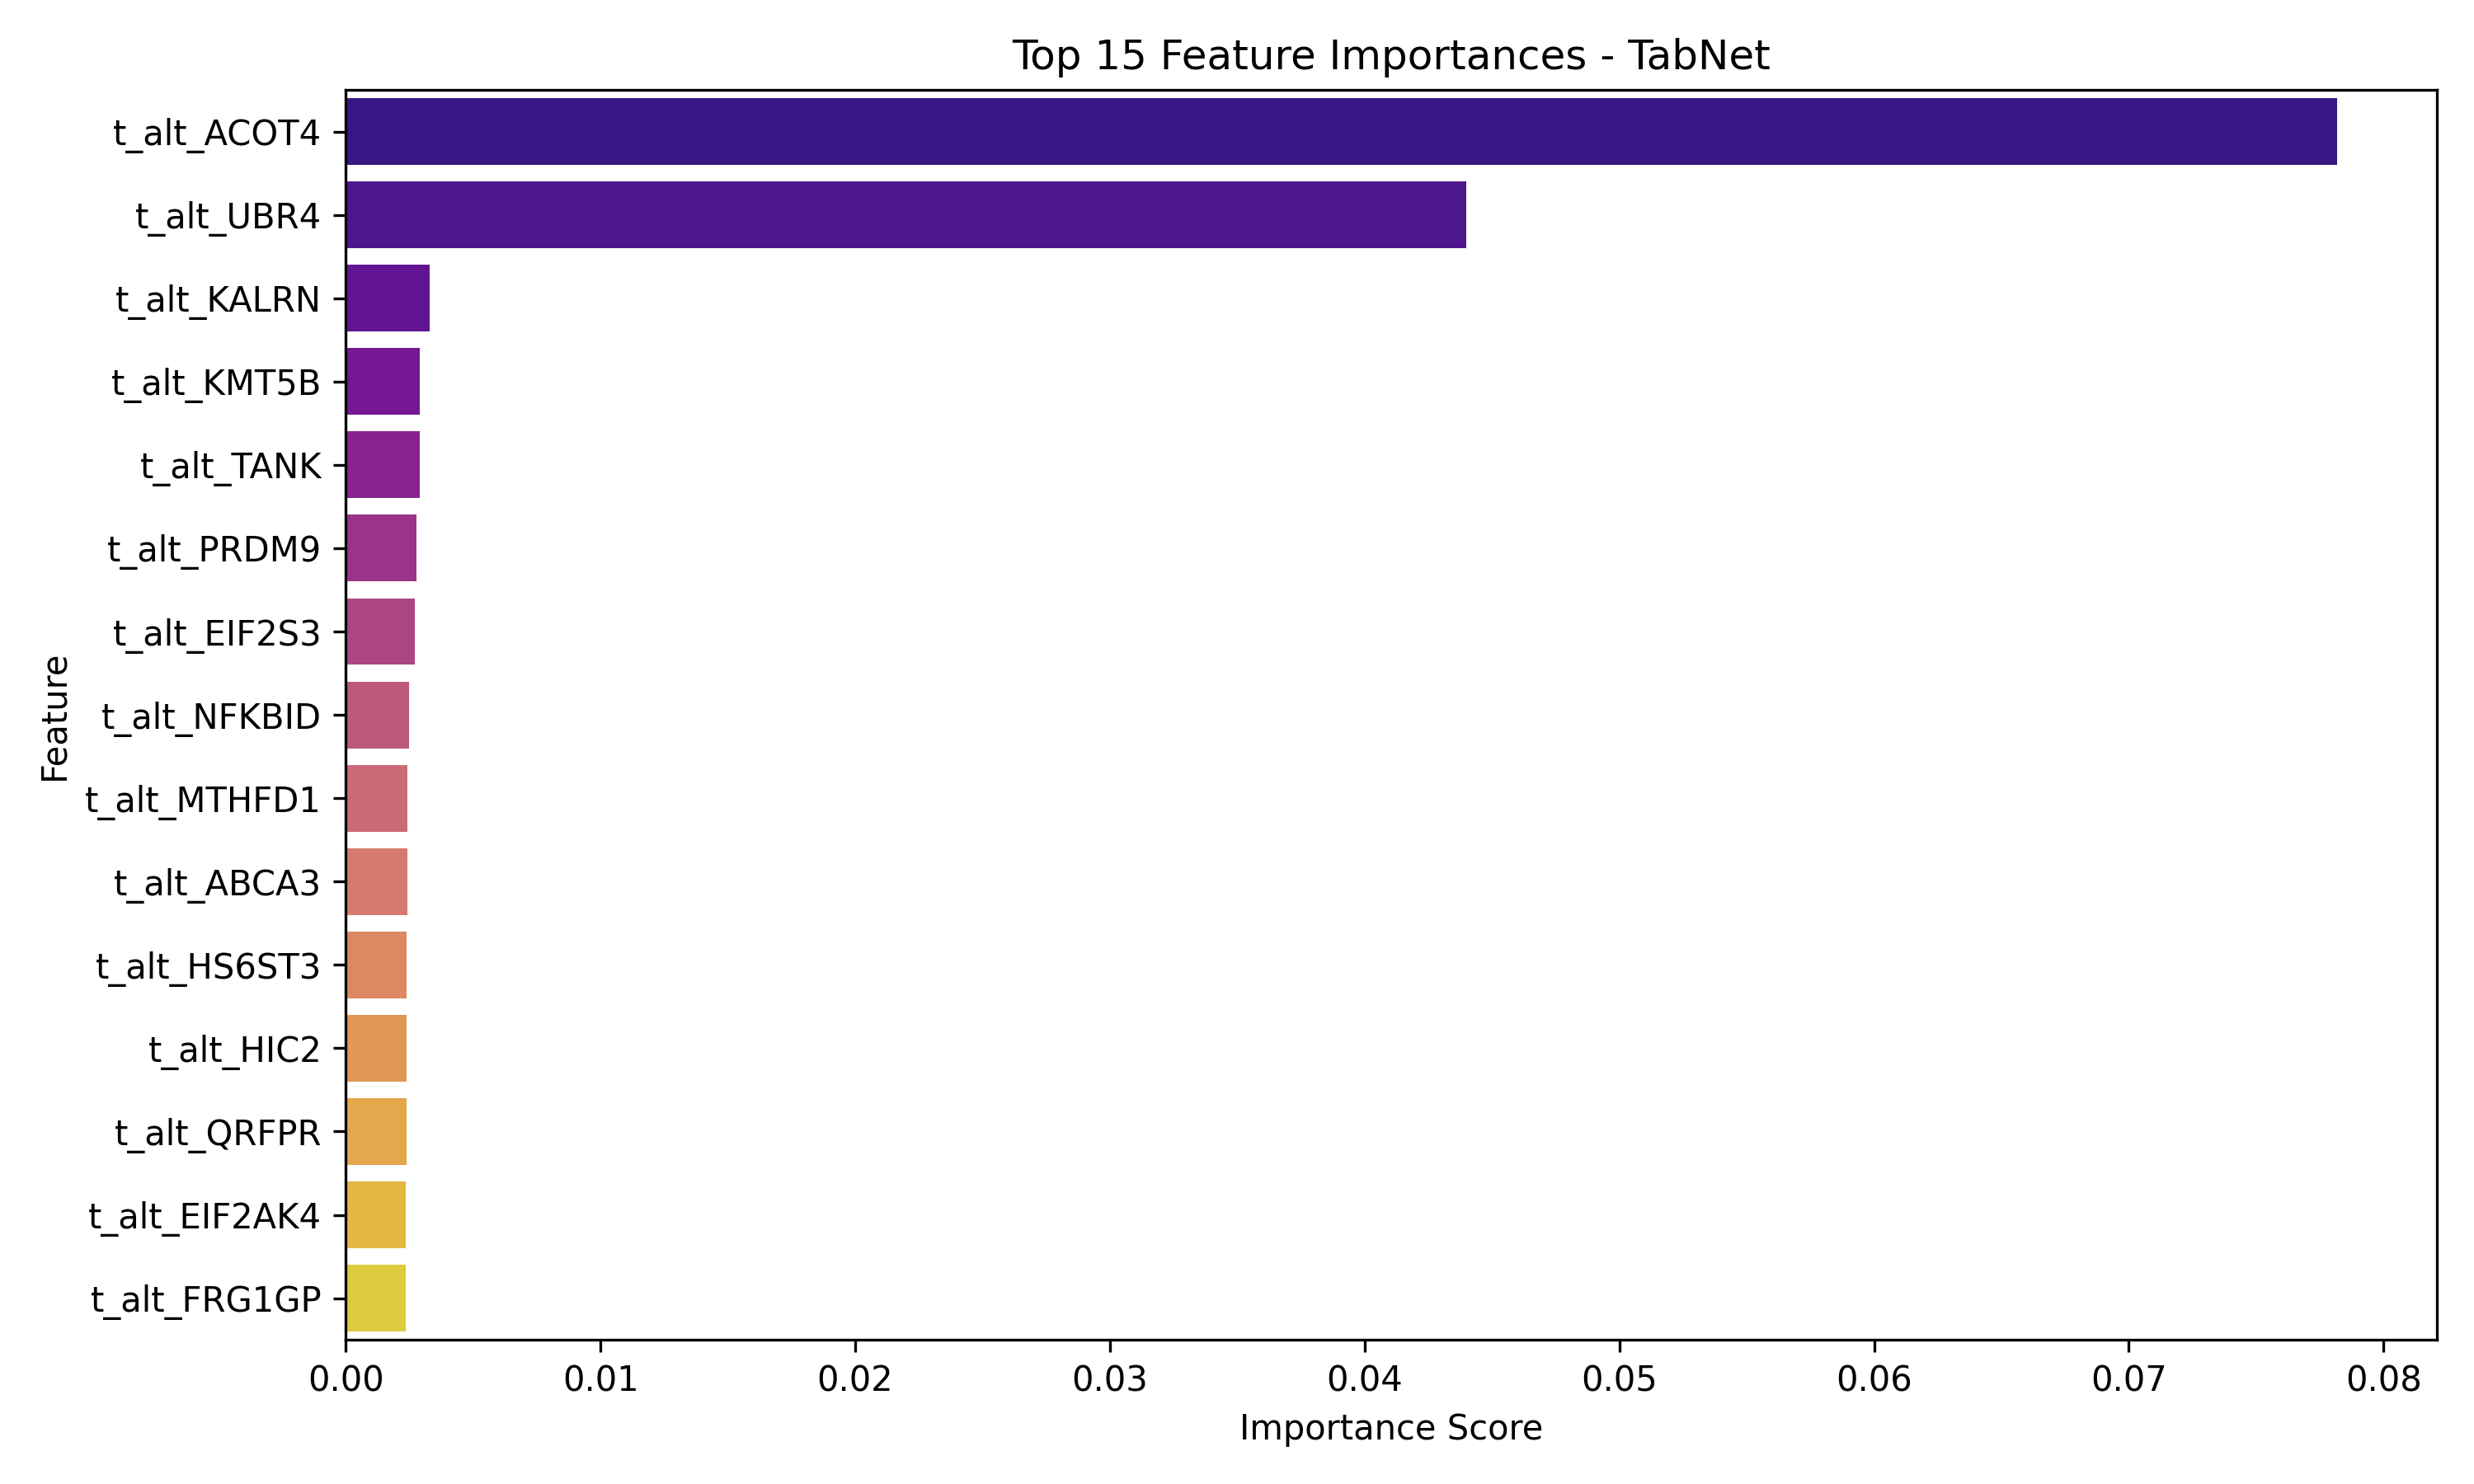 Top 15 Feature Importances - TabNet
t_alt_ACOT4
t_alt_UBR4
t_alt_KALRN
t_alt_KMT5B
t_alt_TANK
t_alt_PRDM9
t_alt_EIF2S3
t_alt_NFKBID
t_alt_MTHFD1
t_alt_ABCA3
t_alt_HS6ST3
t_alt_HIC2
t_alt_QRFPR
t_alt_EIF2AK4
t_alt_FRG1GP
Feature
0.00 0.01 0.02 0.03 0.04 0.05 0.06 0.07 0.08
Importance Score